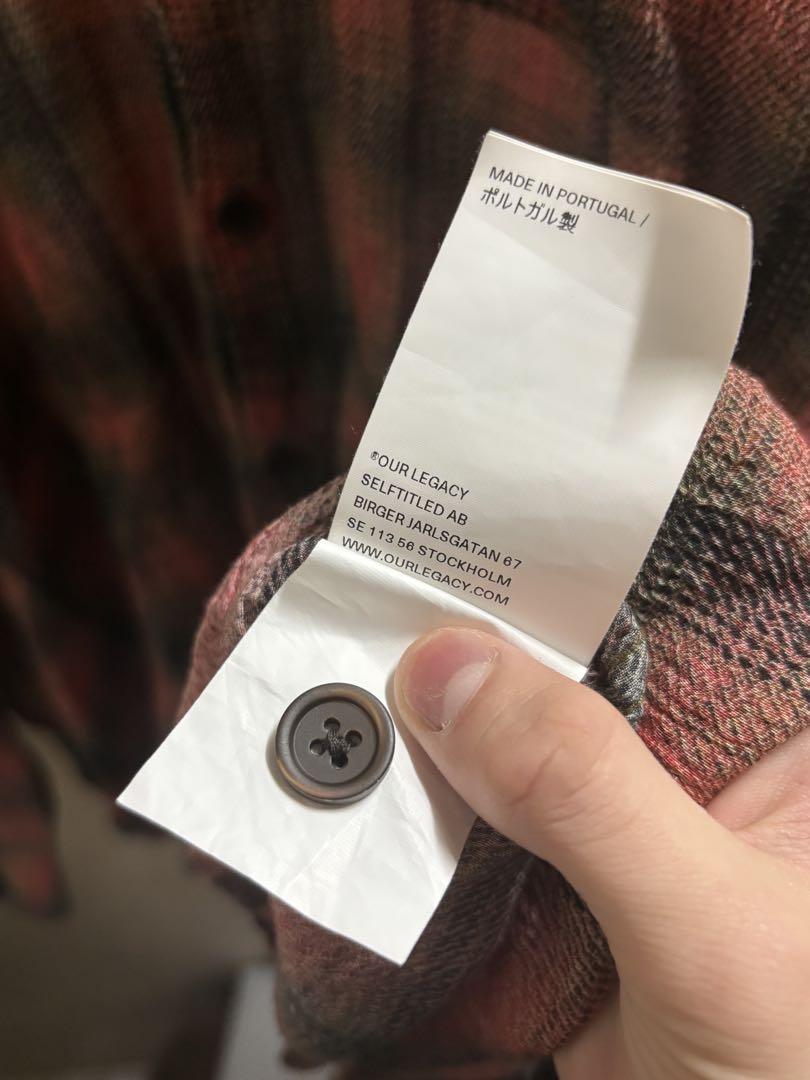 MADE IN PORTUGAL /
ポルトガル製
®OUR LEGACY
SELFTITLED AB
BIRGER JARLSGATAN 67
SE 113 56 STOCKHOLM
WWW.OURLEGACY.COM